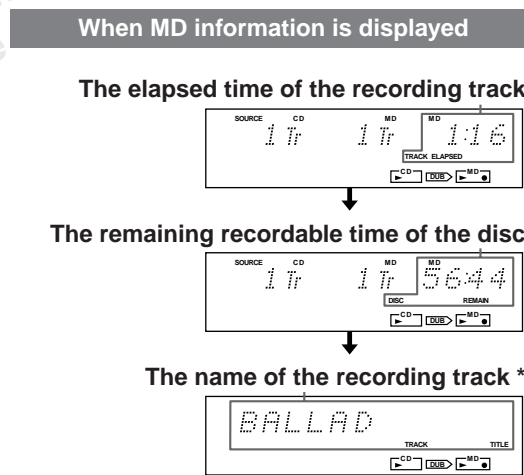 When MD information is displayed
The elapsed time of the recording track
SOURCE CD MD MD
1 Tr 1 Tr 1:16
TRACK ELAPSED
CD DUB MD
The remaining recordable time of the disc
SOURCE CD MD MD
1 Tr 1 Tr 56:44
DISC REMAIN
CD DUB MD
The name of the recording track *
BALLAD
TRACK TITLE
CD DUB MD